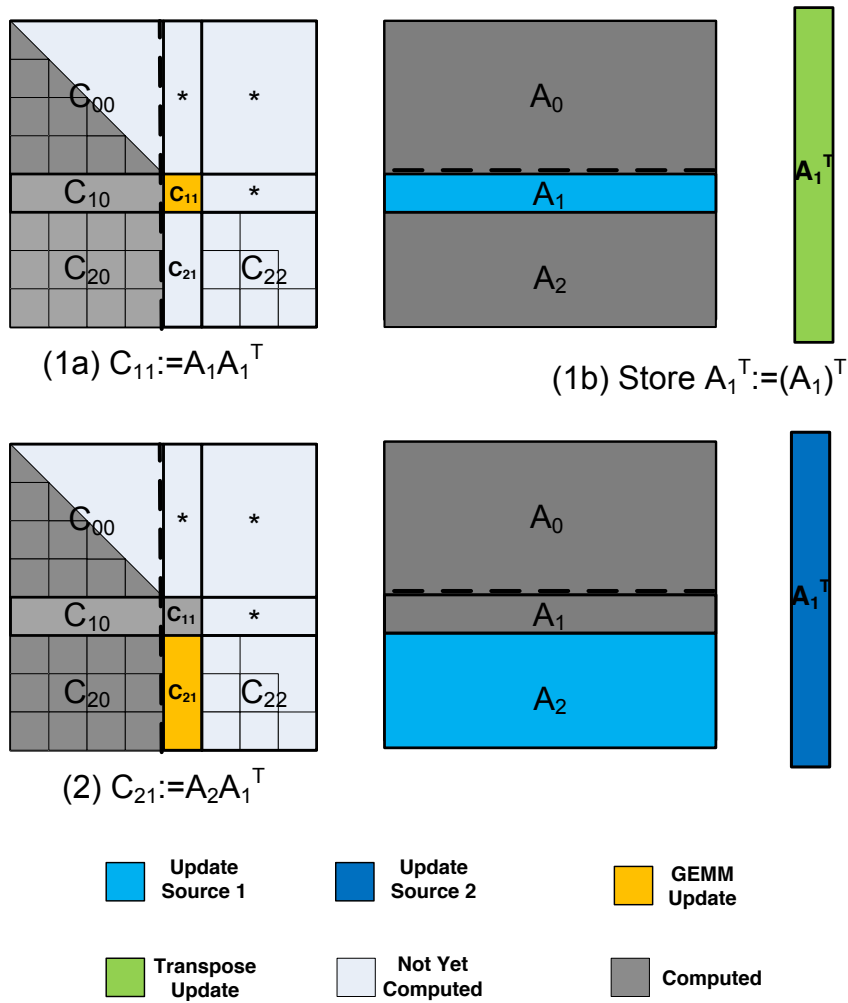 C₀₀ * * A₀
A₁ᵀ
C₁₀ C₁₁ * A₁
C₂₀ C₂₁ C₂₂ A₂
(1a) C₁₁:=A₁A₁ᵀ
(1b) Store A₁ᵀ:=(A₁)ᵀ
C₀₀ * * A₀
A₁ᵀ
C₁₀ C₁₁ * A₁
C₂₀ C₂₁ C₂₂ A₂
(2) C₂₁:=A₂A₁ᵀ
Update
Source 1
Update
Source 2
GEMM
Update
Transpose
Update
Not Yet
Computed
Computed